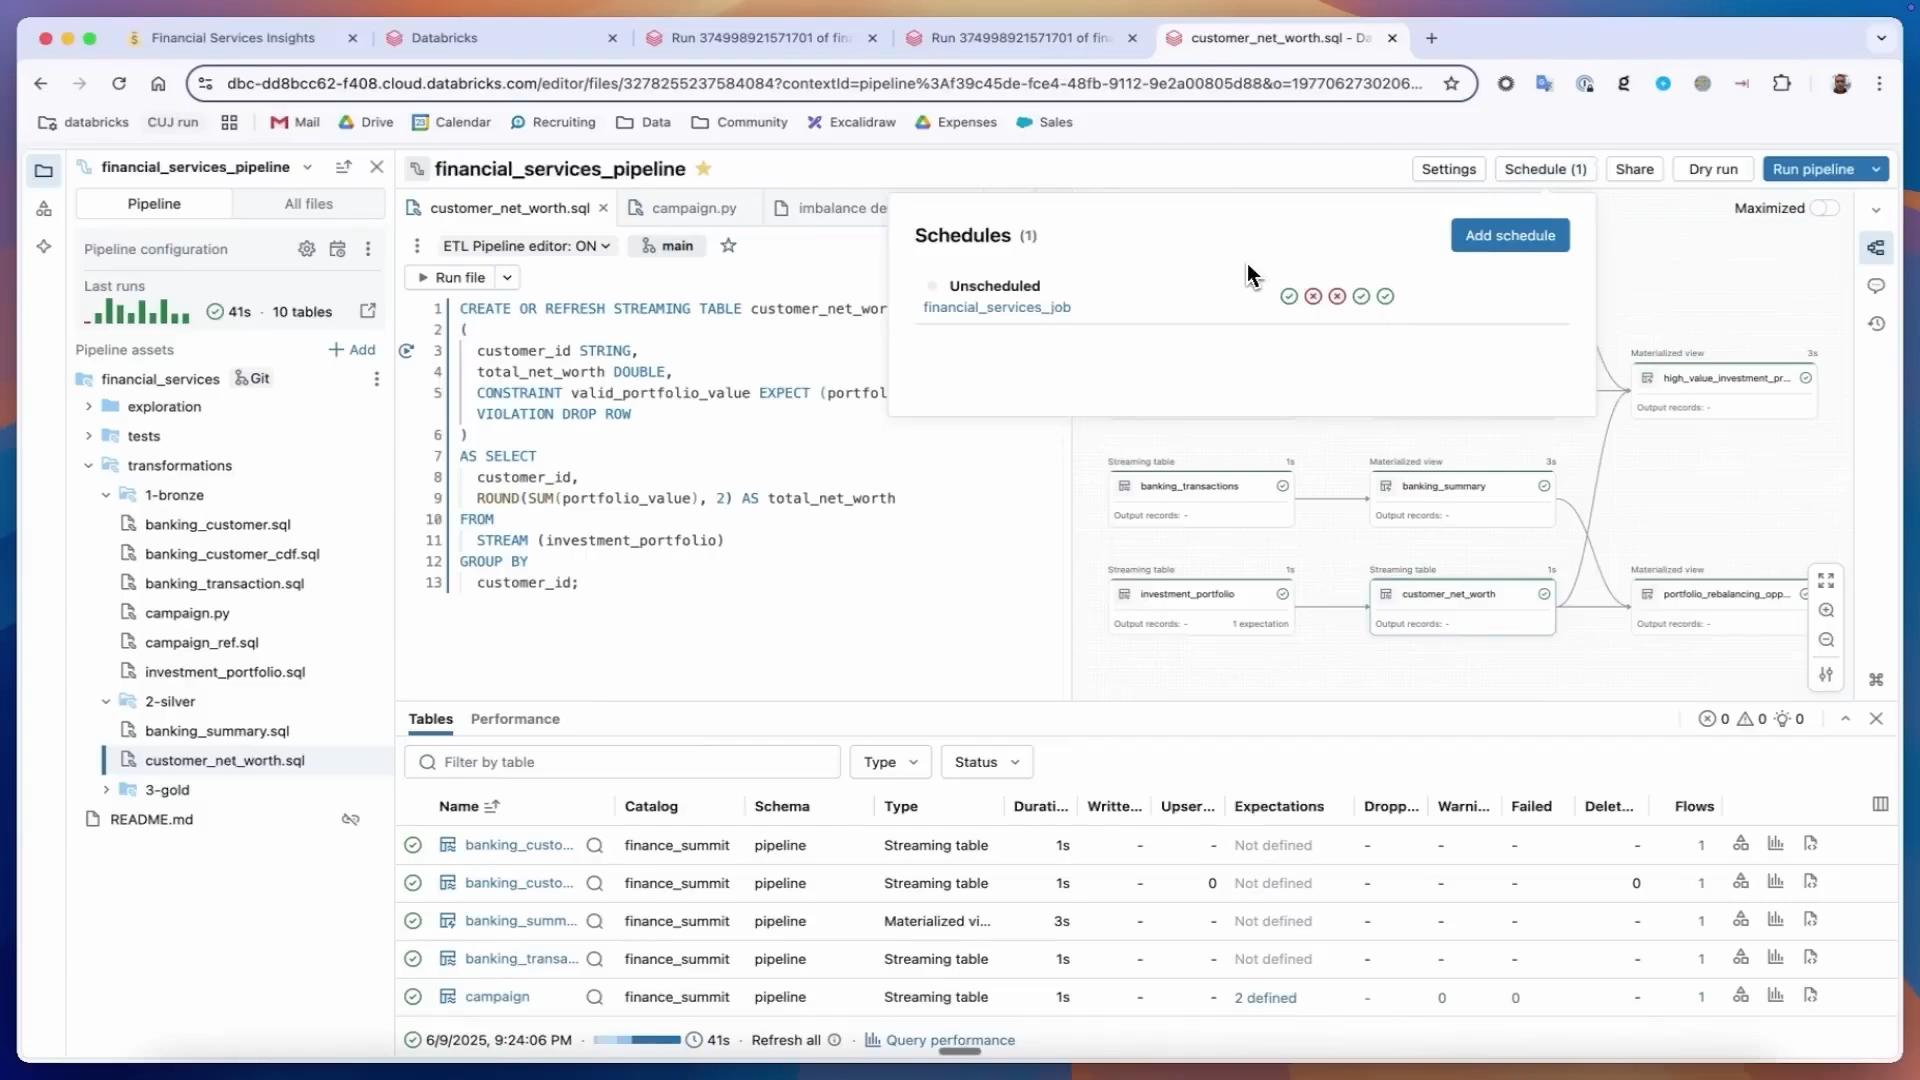 Financial Services Insights
Databricks
Run 374998921571701 of fin
Run 374998921571701 of fin
customer_net_worth.sql - Da
dbc-dd8bcc62-f408.cloud.databricks.com/editor/files/3278255237584084?contextId=pipeline%3Af39c45de-fce4-48fb-9112-9e2a00805d88&o=1977062730206...
databricks
CUJ run
Mail
Drive
Calendar
Recruiting
Data
Community
Excalidraw
Expenses
Sales
financial_services_pipeline
Pipeline
All files
Pipeline configuration
Last runs
41s · 10 tables
Pipeline assets
+ Add
financial_services
Git
exploration
tests
transformations
1-bronze
banking_customer.sql
banking_customer_cdf.sql
banking_transaction.sql
campaign.py
campaign_ref.sql
investment_portfolio.sql
2-silver
banking_summary.sql
customer_net_worth.sql
3-gold
README.md
financial_services_pipeline
Settings
Schedule (1)
Share
Dry run
Run pipeline
customer_net_worth.sql
campaign.py
imbalance de
Maximized
ETL Pipeline editor: ON
main
Run file
1 CREATE OR REFRESH STREAMING TABLE customer_net_wor
2 (
3 customer_id STRING,
4 total_net_worth DOUBLE,
5 CONSTRAINT valid_portfolio_value EXPECT (portfol
VIOLATION DROP ROW
6 )
7 AS SELECT
8 customer_id,
9 ROUND(SUM(portfolio_value), 2) AS total_net_worth
10 FROM
11 STREAM (investment_portfolio)
12 GROUP BY
13 customer_id;
Schedules (1)
Add schedule
Unscheduled
financial_services_job
Materialized view 3s
high_value_investment_pr...
Output records: -
Streaming table 1s
banking_transactions
Output records: -
Materialized view 3s
banking_summary
Output records: -
Streaming table 1s
investment_portfolio
Output records: - 1 expectation
Streaming table 1s
customer_net_worth
Output records: -
Materialized view
portfolio_rebalancing_opp...
Output records: -
Tables
Performance
0 0 0
Filter by table
Type
Status
Name Catalog Schema Type Durati... Writte... Upser... Expectations Dropp... Warni... Failed Delet... Flows
banking_custo... finance_summit pipeline Streaming table 1s - - Not defined - - - - 1
banking_custo... finance_summit pipeline Streaming table 1s - 0 Not defined - - - 0 1
banking_summ... finance_summit pipeline Materialized vi... 3s - - Not defined - - - - 1
banking_transa... finance_summit pipeline Streaming table 1s - - Not defined - - - - 1
campaign finance_summit pipeline Streaming table 1s - - 2 defined - 0 0 - 1
6/9/2025, 9:24:06 PM · 41s · Refresh all · Query performance